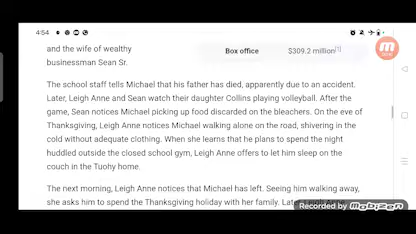 4:54
and the wife of wealthy
businessman Sean Sr.
Box office $309.2 million[1]
The school staff tells Michael that his father has died, apparently due to an accident.
Later, Leigh Anne and Sean watch their daughter Collins playing volleyball. After the
game, Sean notices Michael picking up food discarded on the bleachers. On the eve of
Thanksgiving, Leigh Anne notices Michael walking alone on the road, shivering in the
cold without adequate clothing. When she learns that he plans to spend the night
huddled outside the closed school gym, Leigh Anne offers to let him sleep on the
couch in the Tuohy home.
The next morning, Leigh Anne notices that Michael has left. Seeing him walking away,
she asks him to spend the Thanksgiving holiday with her family. Later, Leigh Anne
Recorded by Mobizen